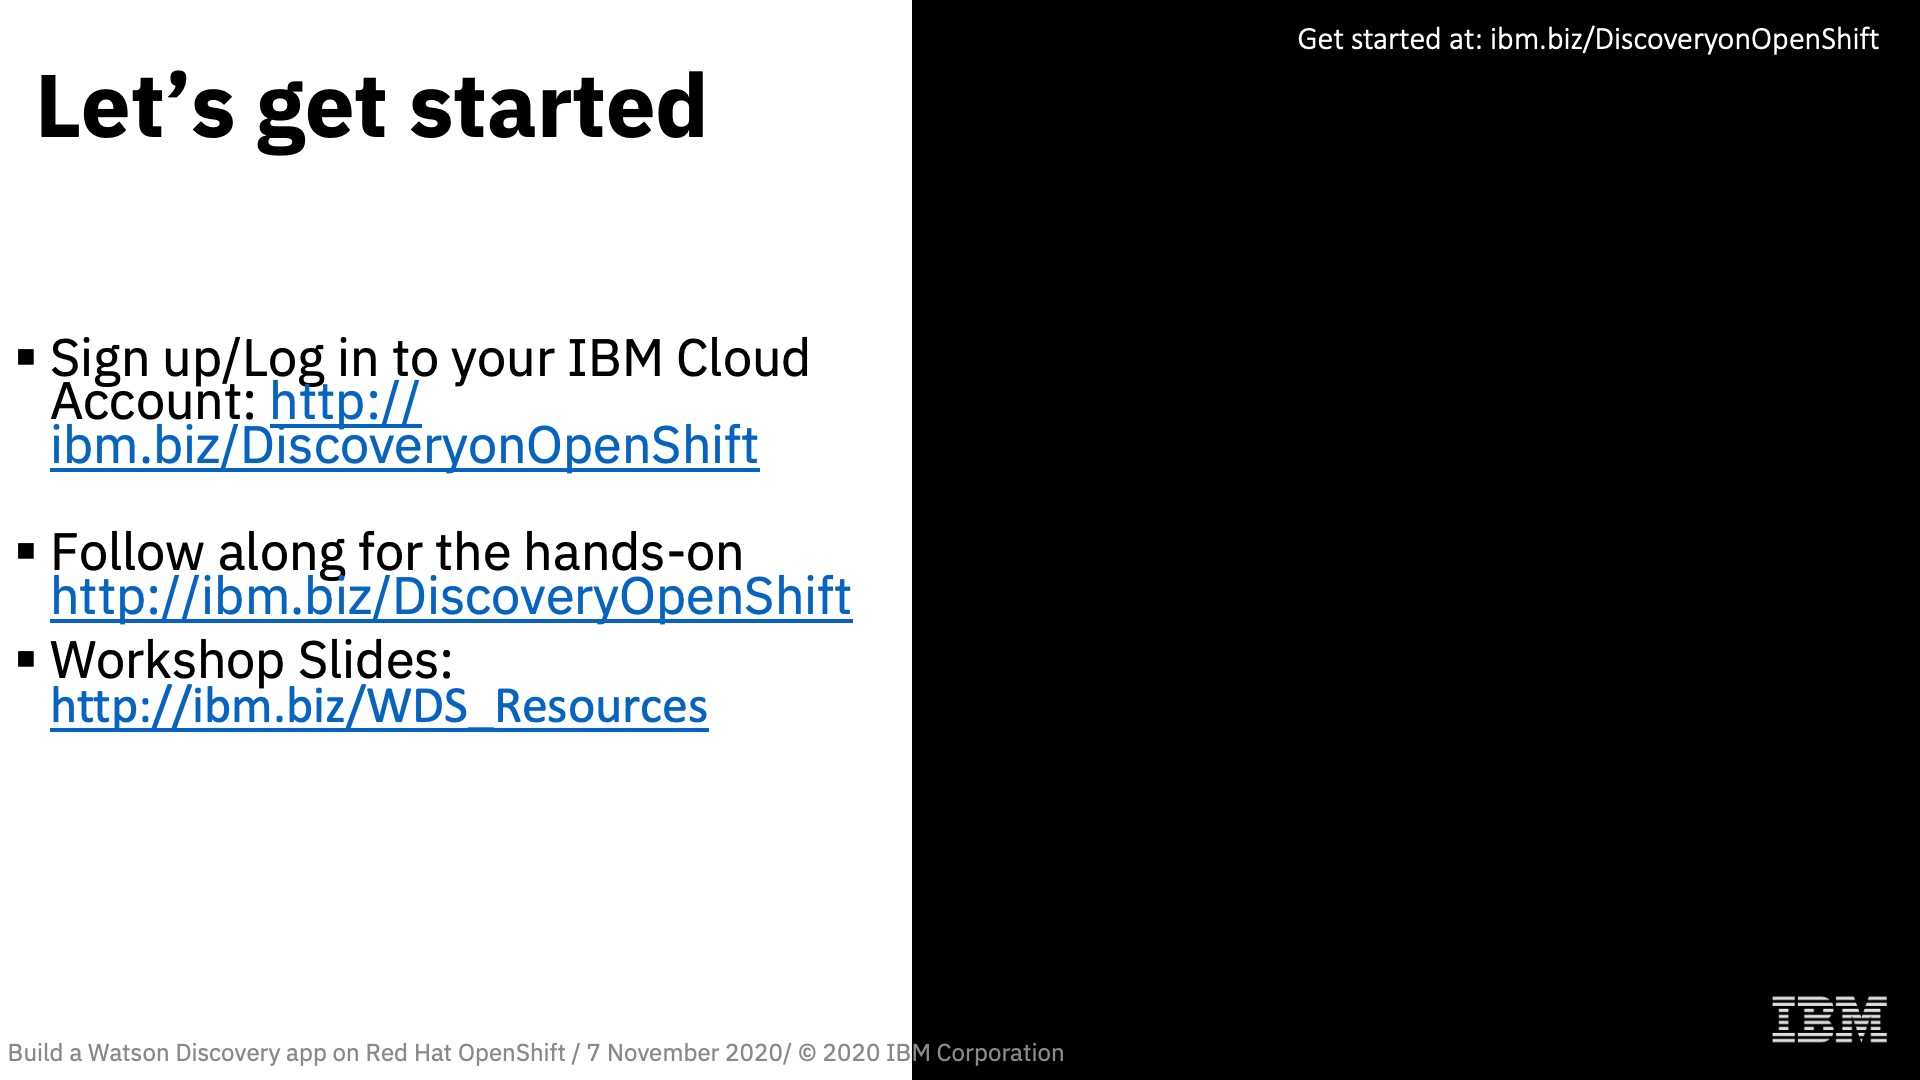 Get started at: ibm.biz/DiscoveryonOpenShift
Let’s get started
▪ Sign up/Log in to your IBM Cloud
Account: http://
ibm.biz/DiscoveryonOpenShift
▪ Follow along for the hands-on
http://ibm.biz/DiscoveryOpenShift
▪ Workshop Slides:
http://ibm.biz/WDS_Resources
IBM
Build a Watson Discovery app on Red Hat OpenShift / 7 November 2020/ © 2020 IBM Corporation